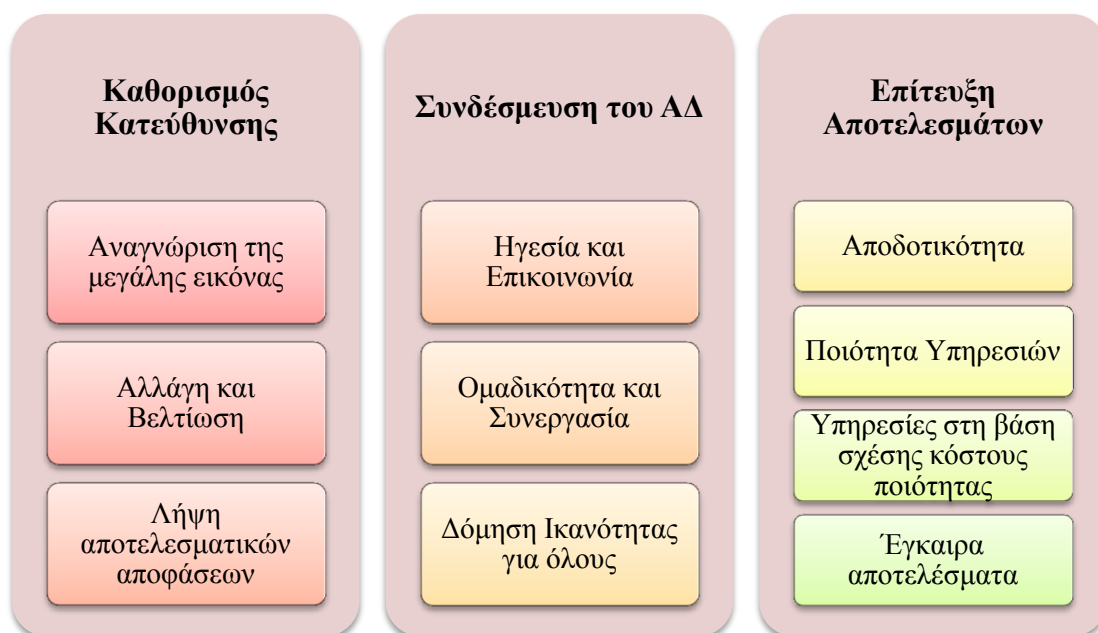 Καθορισμός
Κατεύθυνσης
Αναγνώριση της
μεγάλης εικόνας
Αλλάγη και
Βελτίωση
Λήψη
αποτελεσματικών
αποφάσεων
Συνδέσμευση του ΑΔ
Ηγεσία και
Επικοινωνία
Ομαδικότητα και
Συνεργασία
Δόμηση Ικανότητας
για όλους
Επίτευξη
Αποτελεσμάτων
Αποδοτικότητα
Ποιότητα Υπηρεσιών
Υπηρεσίες στη βάση
σχέσης κόστους
ποιότητας
Έγκαιρα
αποτελέσματα